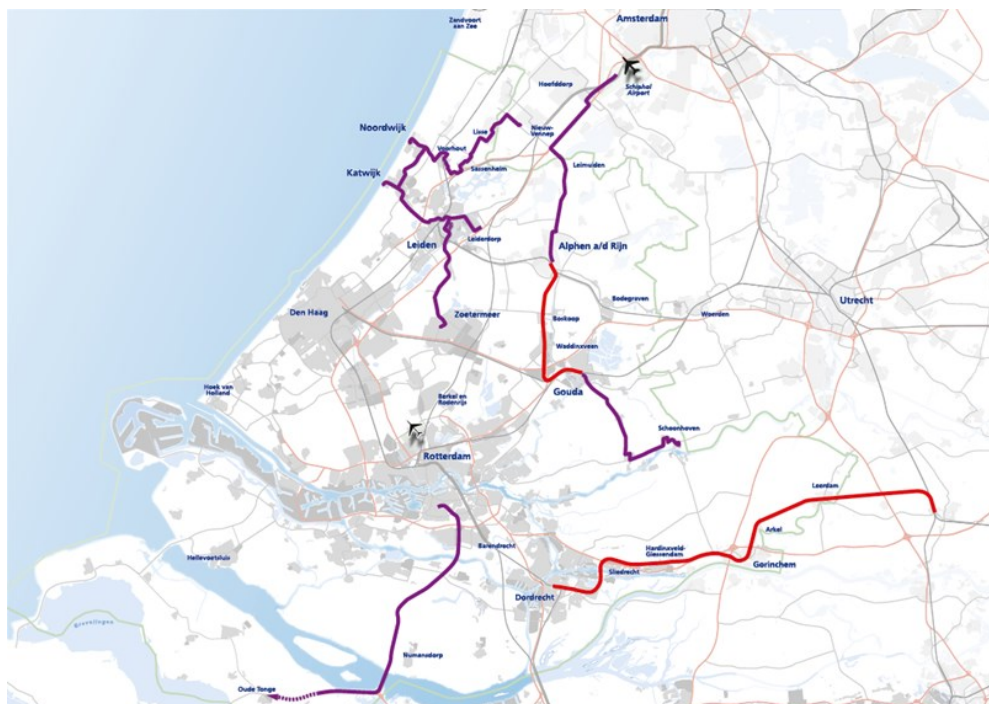 Zandvoort
aan Zee
Amsterdam
Schiphol
Airport
Hoofddorp
Noordwijk
Lisse
Nieuw-
Vennep
Voorhout
Sassenheim
Leimuiden
Katwijk
Leiden
Leiderdorp
Alphen a/d Rijn
Utrecht
Bodegraven
Woerden
Den Haag
Zoetermeer
Boskoop
Waddinxveen
Hoek van
Holland
Berkel en
Rodenrijs
Gouda
Schoonhoven
Rotterdam
Leerdam
Arkel
Hellevoetsluis
Barendrecht
Hardinxveld-
Giessendam
Sliedrecht
Gorinchem
Dordrecht
Grevelingen
Numansdorp
Oude Tonge